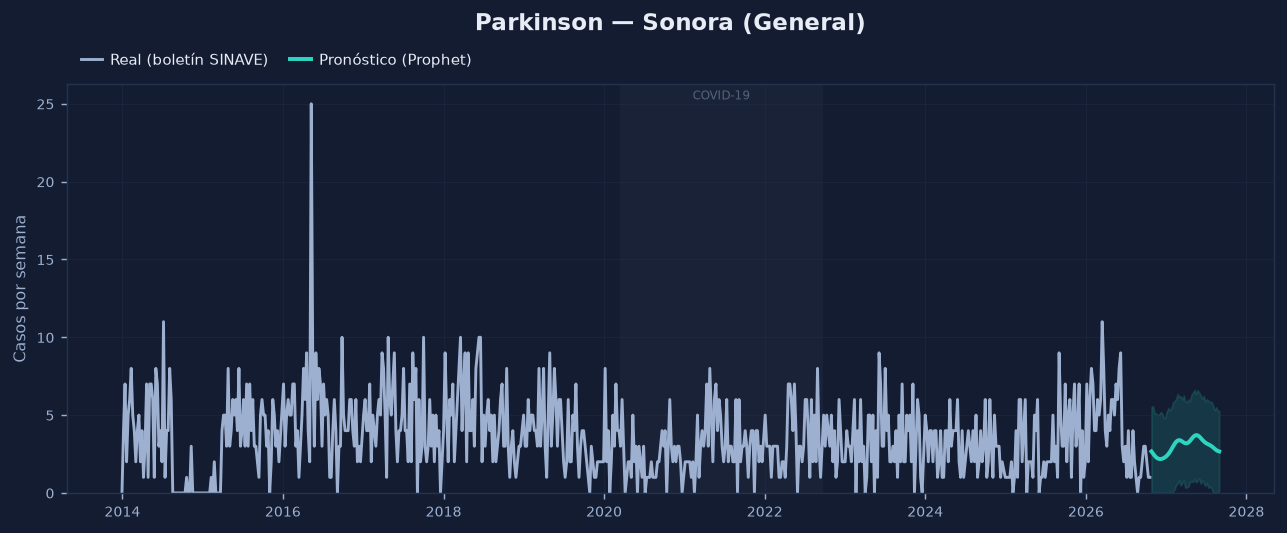 Parkinson — Sonora (General)
Real (boletín SINAVE)
Pronóstico (Prophet)
COVID-19
Casos por semana
25
20
15
10
5
0
2014
2016
2018
2020
2022
2024
2026
2028